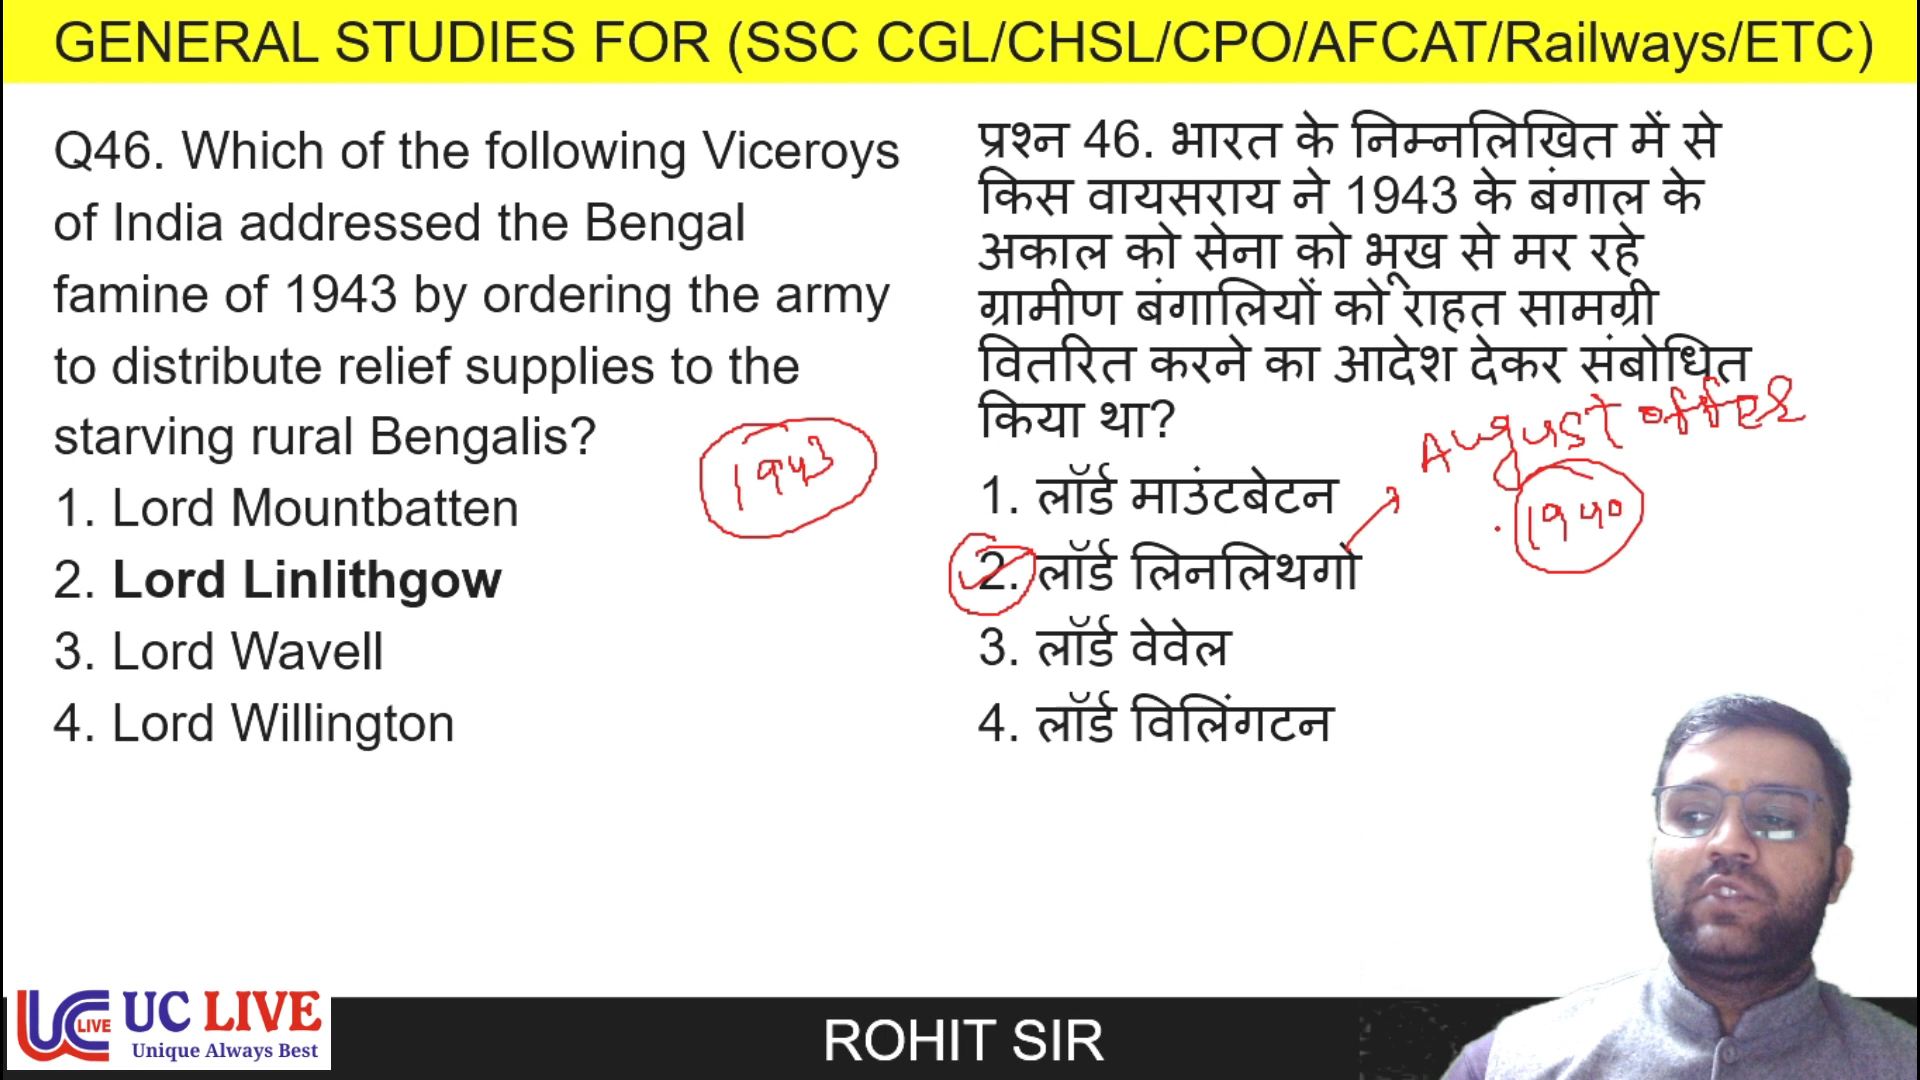 GENERAL STUDIES FOR (SSC CGL/CHSL/CPO/AFCAT/Railways/ETC)
Q46. Which of the following Viceroys
of India addressed the Bengal
famine of 1943 by ordering the army
to distribute relief supplies to the
starving rural Bengalis?
1. Lord Mountbatten
2. Lord Linlithgow
3. Lord Wavell
4. Lord Willington
1943
प्रश्न 46. भारत के निम्नलिखित में से
किस वायसराय ने 1943 के बंगाल के
अकाल को सेना को भूख से मर रहे
ग्रामीण बंगालियों को राहत सामग्री
वितरित करने का आदेश देकर संबोधित
किया था?
1. लॉर्ड माउंटबेटन
2. लॉर्ड लिनलिथगो
3. लॉर्ड वेवेल
4. लॉर्ड विलिंगटन
August offer
1940
LIVE
UC LIVE
Unique Always Best
ROHIT SIR